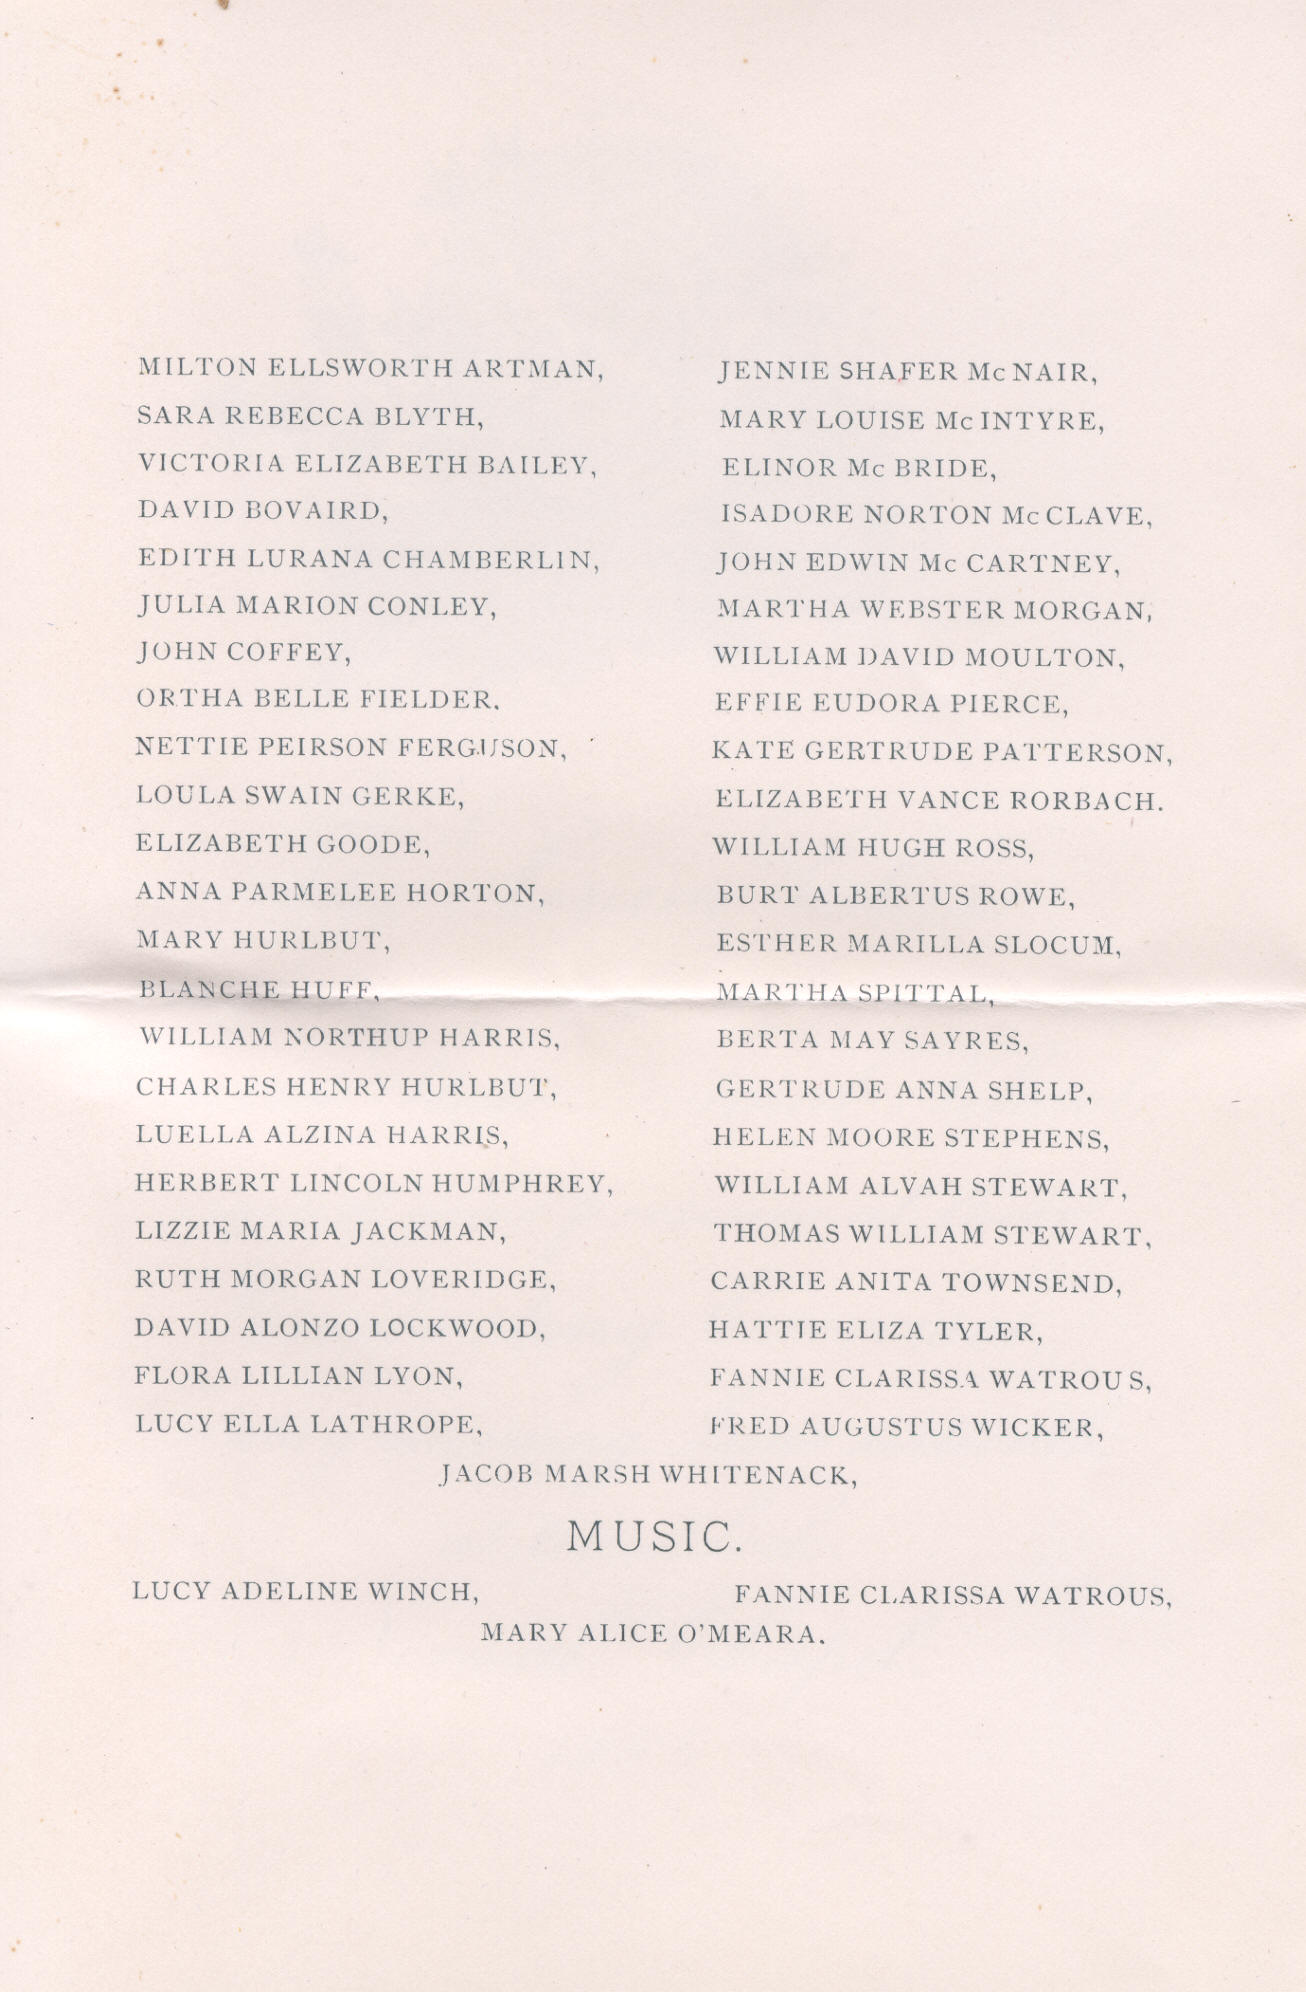 MILTON ELLSWORTH ARTMAN,
SARA REBECCA BLYTH,
VICTORIA ELIZABETH BAILEY,
DAVID BOVAIRD,
EDITH LURANA CHAMBERLIN,
JULIA MARION CONLEY,
JOHN COFFEY,
ORTHA BELLE FIELDER.
NETTIE PEIRSON FERGUSON,
LOULA SWAIN GERKE,
ELIZABETH GOODE,
ANNA PARMELEE HORTON,
MARY HURLBUT,
BLANCHE HUFF,
WILLIAM NORTHUP HARRIS,
CHARLES HENRY HURLBUT,
LUELLA ALZINA HARRIS,
HERBERT LINCOLN HUMPHREY,
LIZZIE MARIA JACKMAN,
RUTH MORGAN LOVERIDGE,
DAVID ALONZO LOCKWOOD,
FLORA LILLIAN LYON,
LUCY ELLA LATHROPE,
JENNIE SHAFER McNAIR,
MARY LOUISE McINTYRE,
ELINOR Mc BRIDE,
ISADORE NORTON McCLAVE,
JOHN EDWIN Mc CARTNEY,
MARTHA WEBSTER MORGAN,
WILLIAM DAVID MOULTON,
EFFIE EUDORA PIERCE,
KATE GERTRUDE PATTERSON,
ELIZABETH VANCE RORBACH.
WILLIAM HUGH ROSS,
BURT ALBERTUS ROWE,
ESTHER MARILLA SLOCUM,
MARTHA SPITTAL,
BERTA MAY SAYRES,
GERTRUDE ANNA SHELP,
HELEN MOORE STEPHENS,
WILLIAM ALVAH STEWART,
THOMAS WILLIAM STEWART,
CARRIE ANITA TOWNSEND,
HATTIE ELIZA TYLER,
FANNIE CLARISSA WATROUS,
FRED AUGUSTUS WICKER,
JACOB MARSH WHITENACK,
MUSIC.
LUCY ADELINE WINCH,
FANNIE CLARISSA WATROUS,
MARY ALICE O'MEARA.